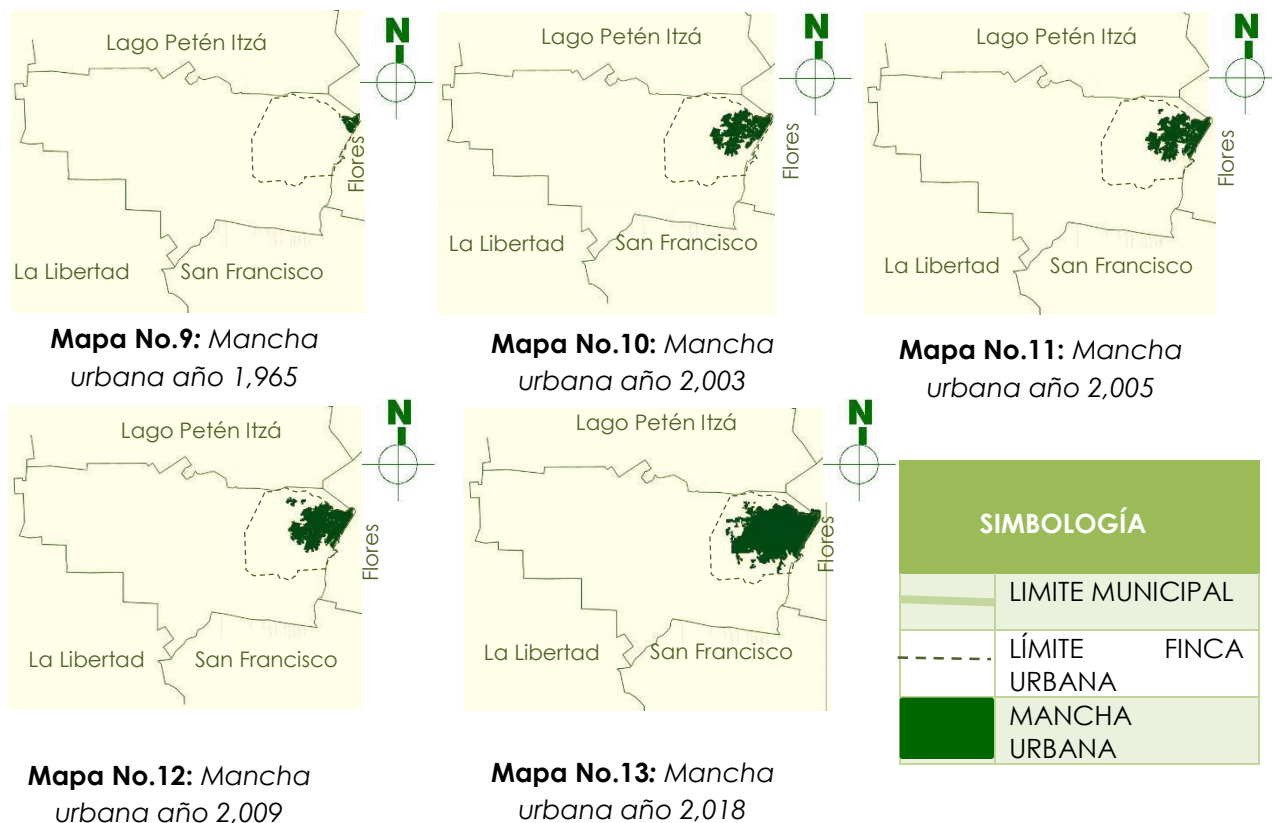 Lago Petén Itzá
N
Flores
La Libertad
San Francisco
Mapa No.9: Mancha
urbana año 1,965
Lago Petén Itzá
N
Flores
La Libertad
San Francisco
Mapa No.10: Mancha
urbana año 2,003
Lago Petén Itzá
N
Flores
La Libertad
San Francisco
Mapa No.11: Mancha
urbana año 2,005
Lago Petén Itzá
N
Flores
La Libertad
San Francisco
Mapa No.12: Mancha
urbana año 2,009
Lago Petén Itzá
N
Flores
La Libertad
San Francisco
Mapa No.13: Mancha
urbana año 2,018
SIMBOLOGÍA
LIMITE MUNICIPAL
LÍMITE FINCA
URBANA
MANCHA
URBANA